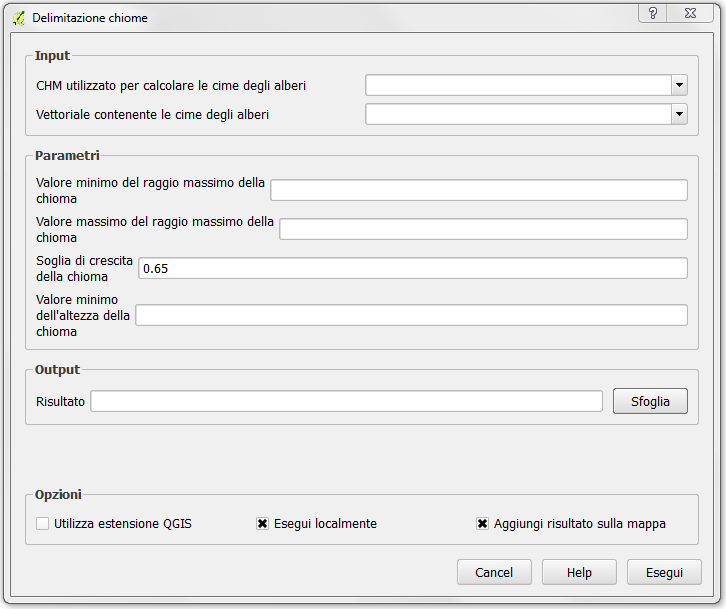 Delimitazione chiome
Input
CHM utilizzato per calcolare le cime degli alberi
Vettoriale contenente le cime degli alberi
Parametri
Valore minimo del raggio massimo della
chioma
Valore massimo del raggio massimo della
chioma
Soglia di crescita
della chioma
0.65
Valore minimo
dell'altezza della
chioma
Output
Risultato
Sfoglia
Opzioni
Utilizza estensione QGIS
Esegui localmente
Aggiungi risultato sulla mappa
Cancel
Help
Esegui